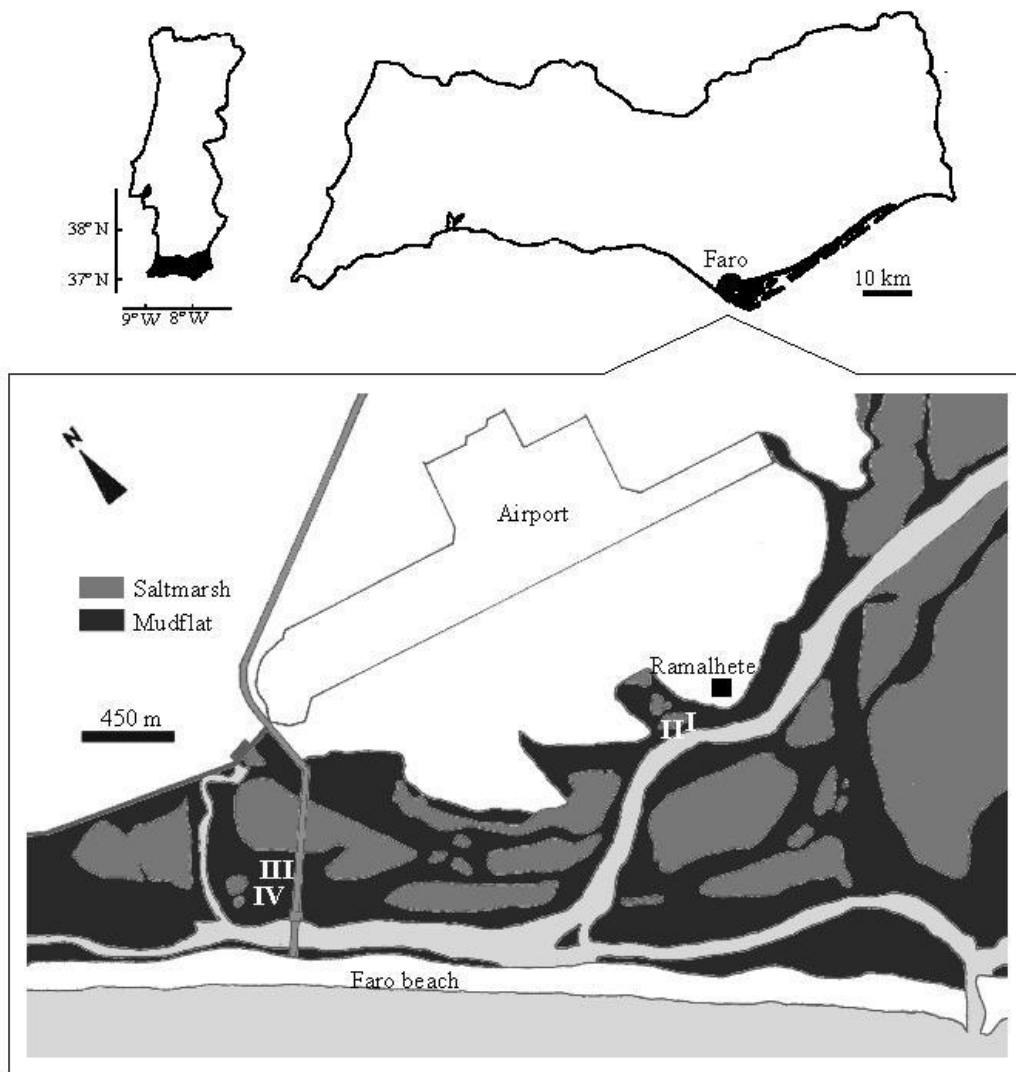 38° N
37° N
9° W 8° W
Faro
10 km
N
Airport
Saltmarsh
Mudflat
Ramalhete
450 m
II I
III
IV
Faro beach